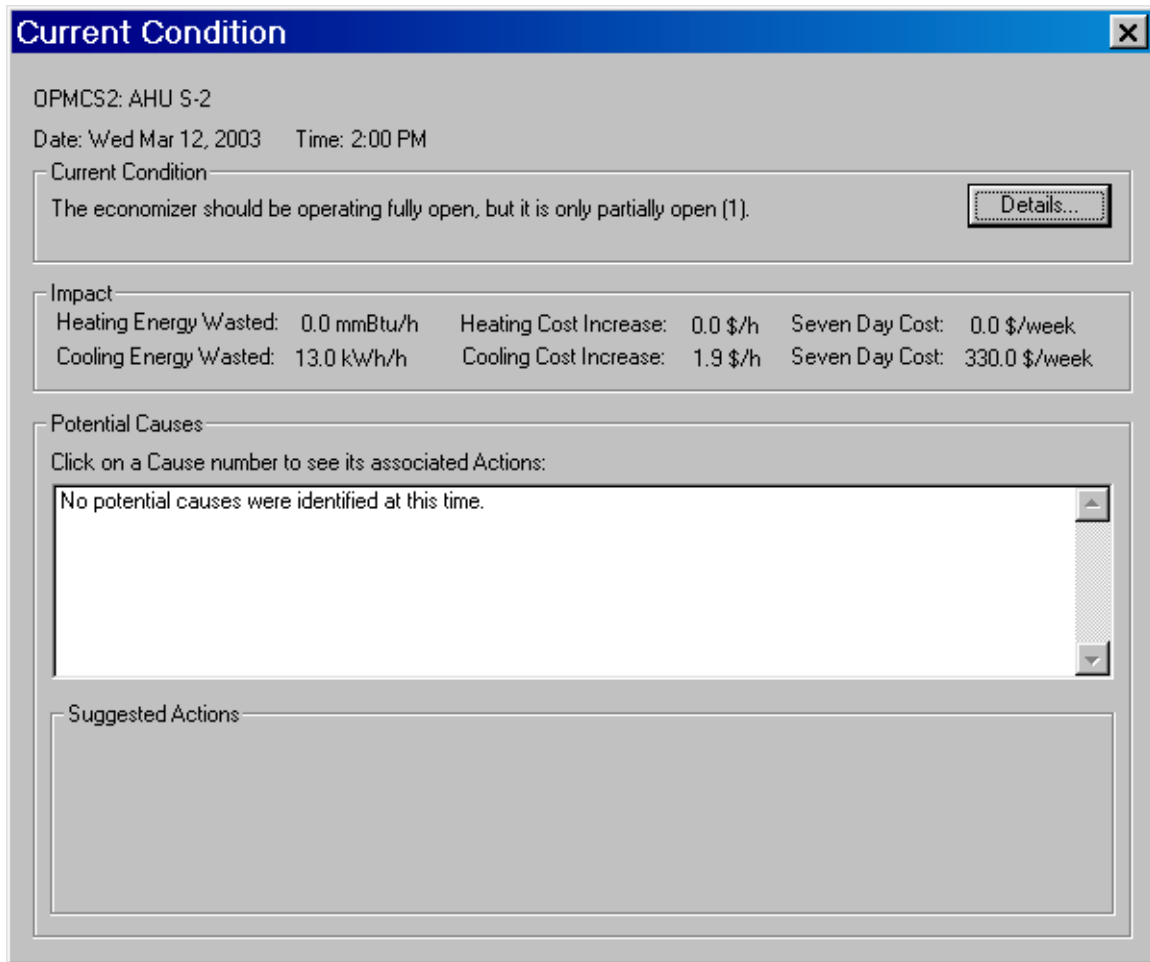 Current Condition
OPMCS2: AHU S-2
Date: Wed Mar 12, 2003 Time: 2:00 PM
Current Condition
The economizer should be operating fully open, but it is only partially open (1).
Details...
Impact
Heating Energy Wasted: 0.0 mmBtu/h Heating Cost Increase: 0.0 $/h Seven Day Cost: 0.0 $/week
Cooling Energy Wasted: 13.0 kWh/h Cooling Cost Increase: 1.9 $/h Seven Day Cost: 330.0 $/week
Potential Causes
Click on a Cause number to see its associated Actions:
No potential causes were identified at this time.
Suggested Actions